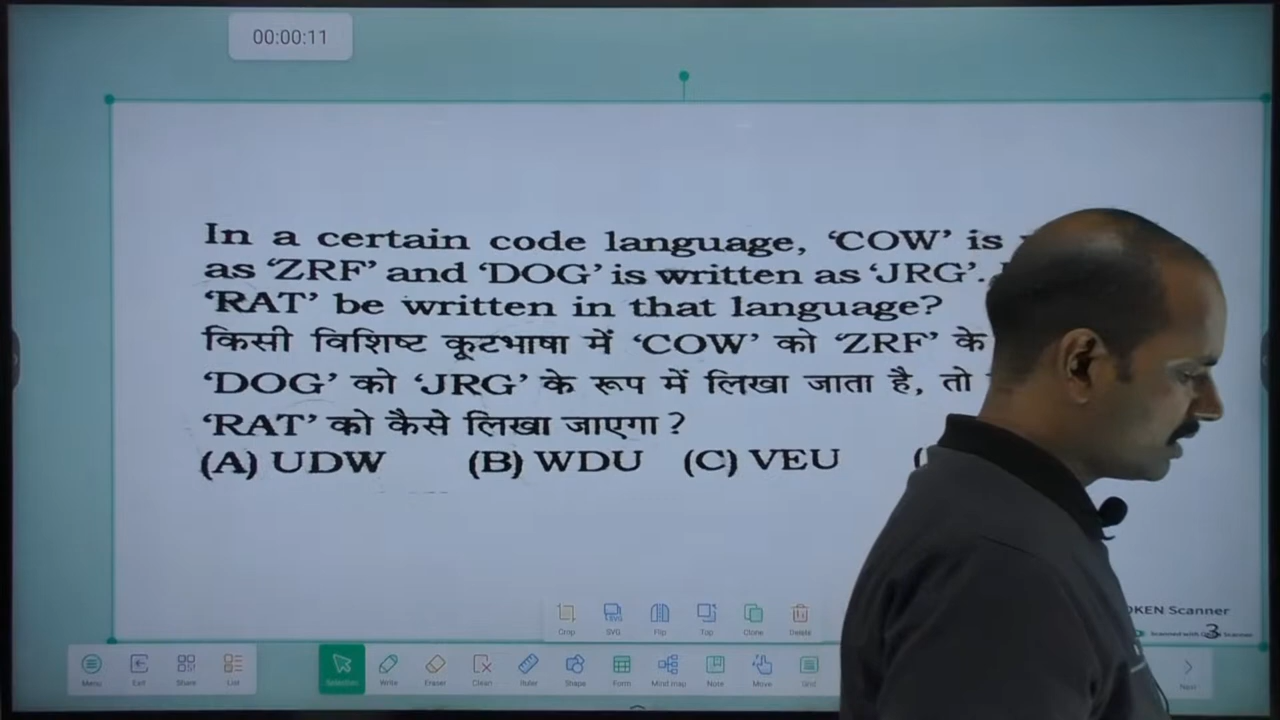 00:00:11
In a certain code language, ‘COW’ is
as ‘ZRF’ and ‘DOG’ is written as ‘JRG’.
‘RAT’ be written in that language?
किसी विशिष्ट कूटभाषा में ‘COW’ को ‘ZRF’ के
‘DOG’ को ‘JRG’ के रूप में लिखा जाता है, तो
‘RAT’ को कैसे लिखा जाएगा ?
(A) UDW (B) WDU (C) VEU
Crop SVG Flip Top Clone Delete
OKEN Scanner
3
Menu Exit Share List Selection Write Eraser Clean Ruler Shape Form Mind map Note Move Grid Next